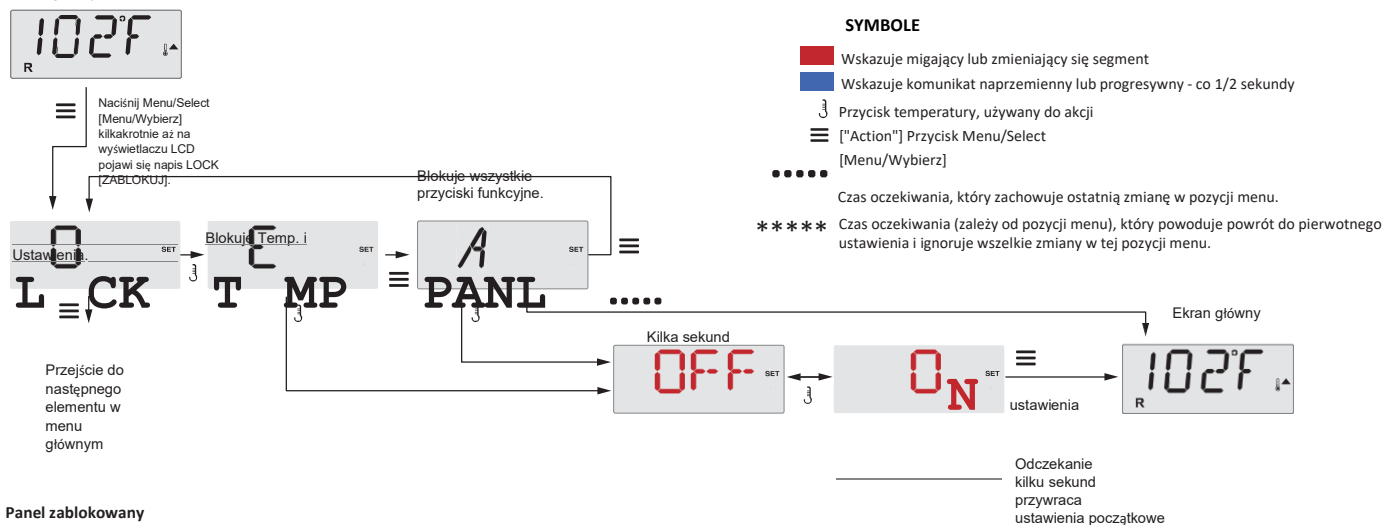 102°F
R
Naciśnij Menu/Select
[Menu/Wybierz]
kilkakrotnie aż na
wyświetlaczu LCD
pojawi się napis LOCK
[ZABLOKUJ].
SYMBOLE
Wskazuje migający lub zmieniający się segment
Wskazuje komunikat naprzemienny lub progresywny - co 1/2 sekundy
Przycisk temperatury, używany do akcji
["Action"] Przycisk Menu/Select
[Menu/Wybierz]
Czas oczekiwania, który zachowuje ostatnią zmianę w pozycji menu.
***** Czas oczekiwania (zależy od pozycji menu), który powoduje powrót do pierwotnego
ustawienia i ignoruje wszelkie zmiany w tej pozycji menu.
Blokuje wszystkie
przyciski funkcyjne.
Ustawienia.
SET
LOCK
Blokuje Temp. i
SET
TEMP
SET
PANL
Przejście do
następnego
elementu w
menu
głównym
Kilka sekund
OFF SET
ON SET
ustawienia
Ekran główny
102°F
R
Odczekanie
kilku sekund
przywraca
ustawienia początkowe
Panel zablokowany